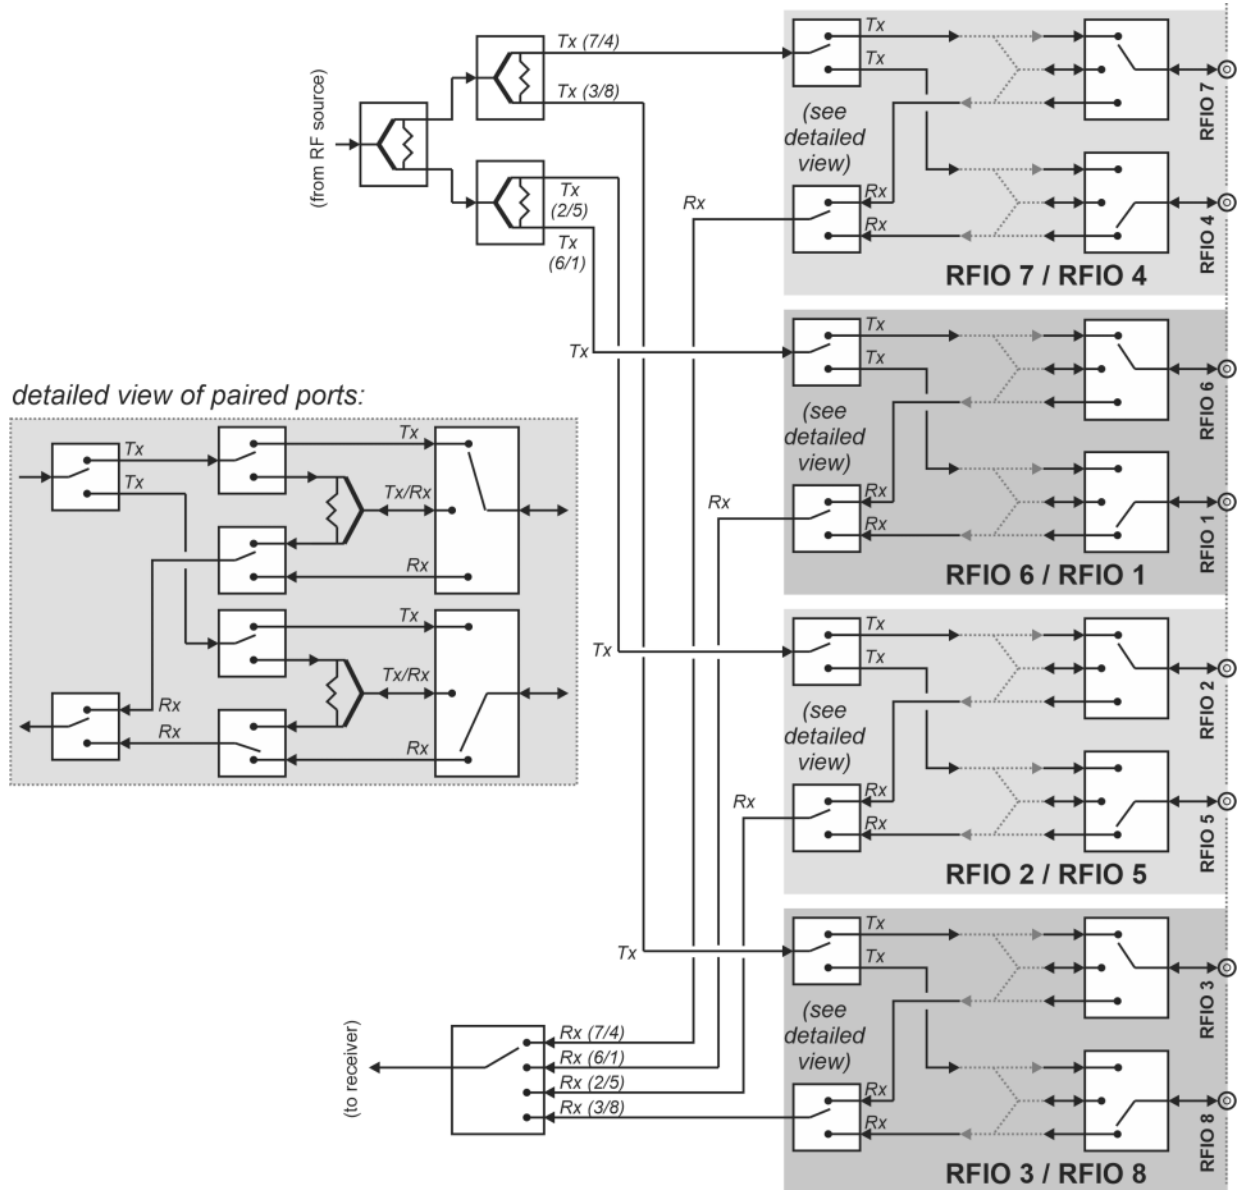 (from RF source)
Tx (7/4)
Tx (3/8)
Tx
(2/5)
Tx
(6/1)
Tx
Tx
(see
detailed
view)
Rx
Rx
Rx
RFIO 7
RFIO 4
RFIO 7 / RFIO 4
Tx
Tx
Tx
(see
detailed
view)
Rx
Rx
Rx
RFIO 6
RFIO 1
RFIO 6 / RFIO 1
detailed view of paired ports:
Tx
Tx
Tx
Tx/Rx
Rx
Tx
Tx/Rx
Rx
Rx
Rx
Tx
Tx
Tx
(see
detailed
view)
Rx
Rx
Rx
RFIO 2
RFIO 5
RFIO 2 / RFIO 5
Tx
Tx
Tx
(see
detailed
view)
Rx
Rx
RFIO 3
RFIO 8
RFIO 3 / RFIO 8
(to receiver)
Rx (7/4)
Rx (6/1)
Rx (2/5)
Rx (3/8)